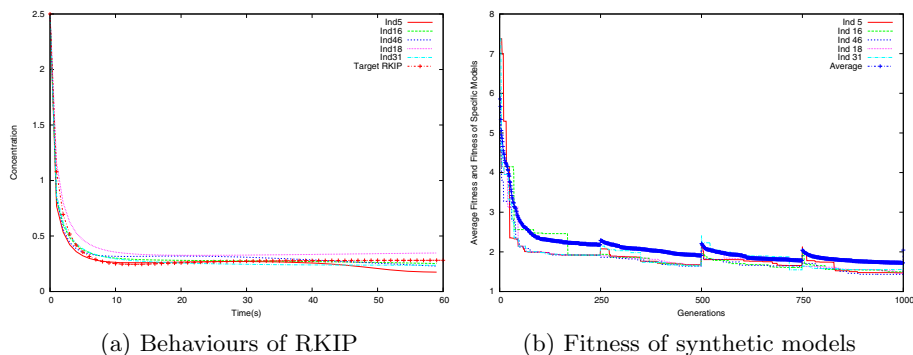 2.5
2
1.5
1
0.5
0
0
10
20
30
40
50
60
Concentration
Time(s)
Ind5
Ind16
Ind46
Ind18
Ind31
Target RKIP
(a) Behaviours of RKIP
8
7
6
5
4
3
2
1
0
250
500
750
1000
Average Fitness and Fitness of Specific Models
Generations
Ind 5
Ind 16
Ind 46
Ind 18
Ind 31
Average
(b) Fitness of synthetic models